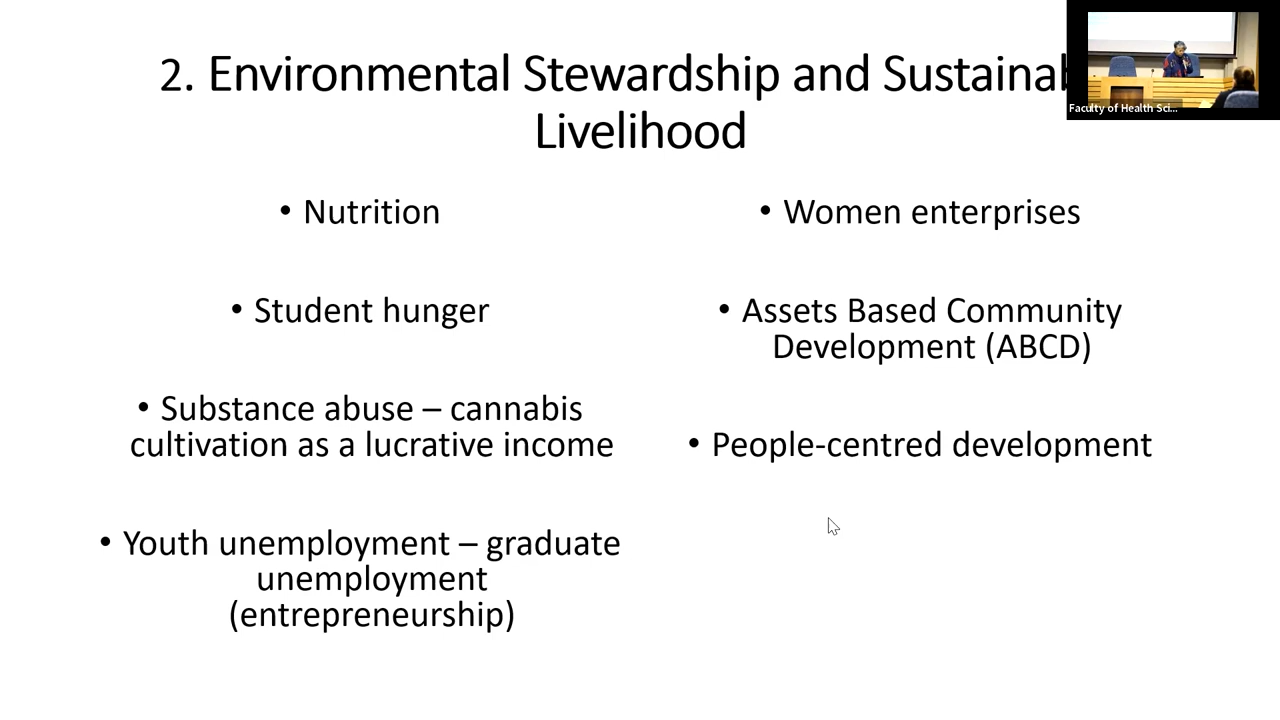 2. Environmental Stewardship and Sustainab
Livelihood
• Nutrition
• Student hunger
• Substance abuse – cannabis
cultivation as a lucrative income
• Youth unemployment – graduate
unemployment
(entrepreneurship)
• Women enterprises
• Assets Based Community
Development (ABCD)
• People-centred development
Faculty of Health Sci...